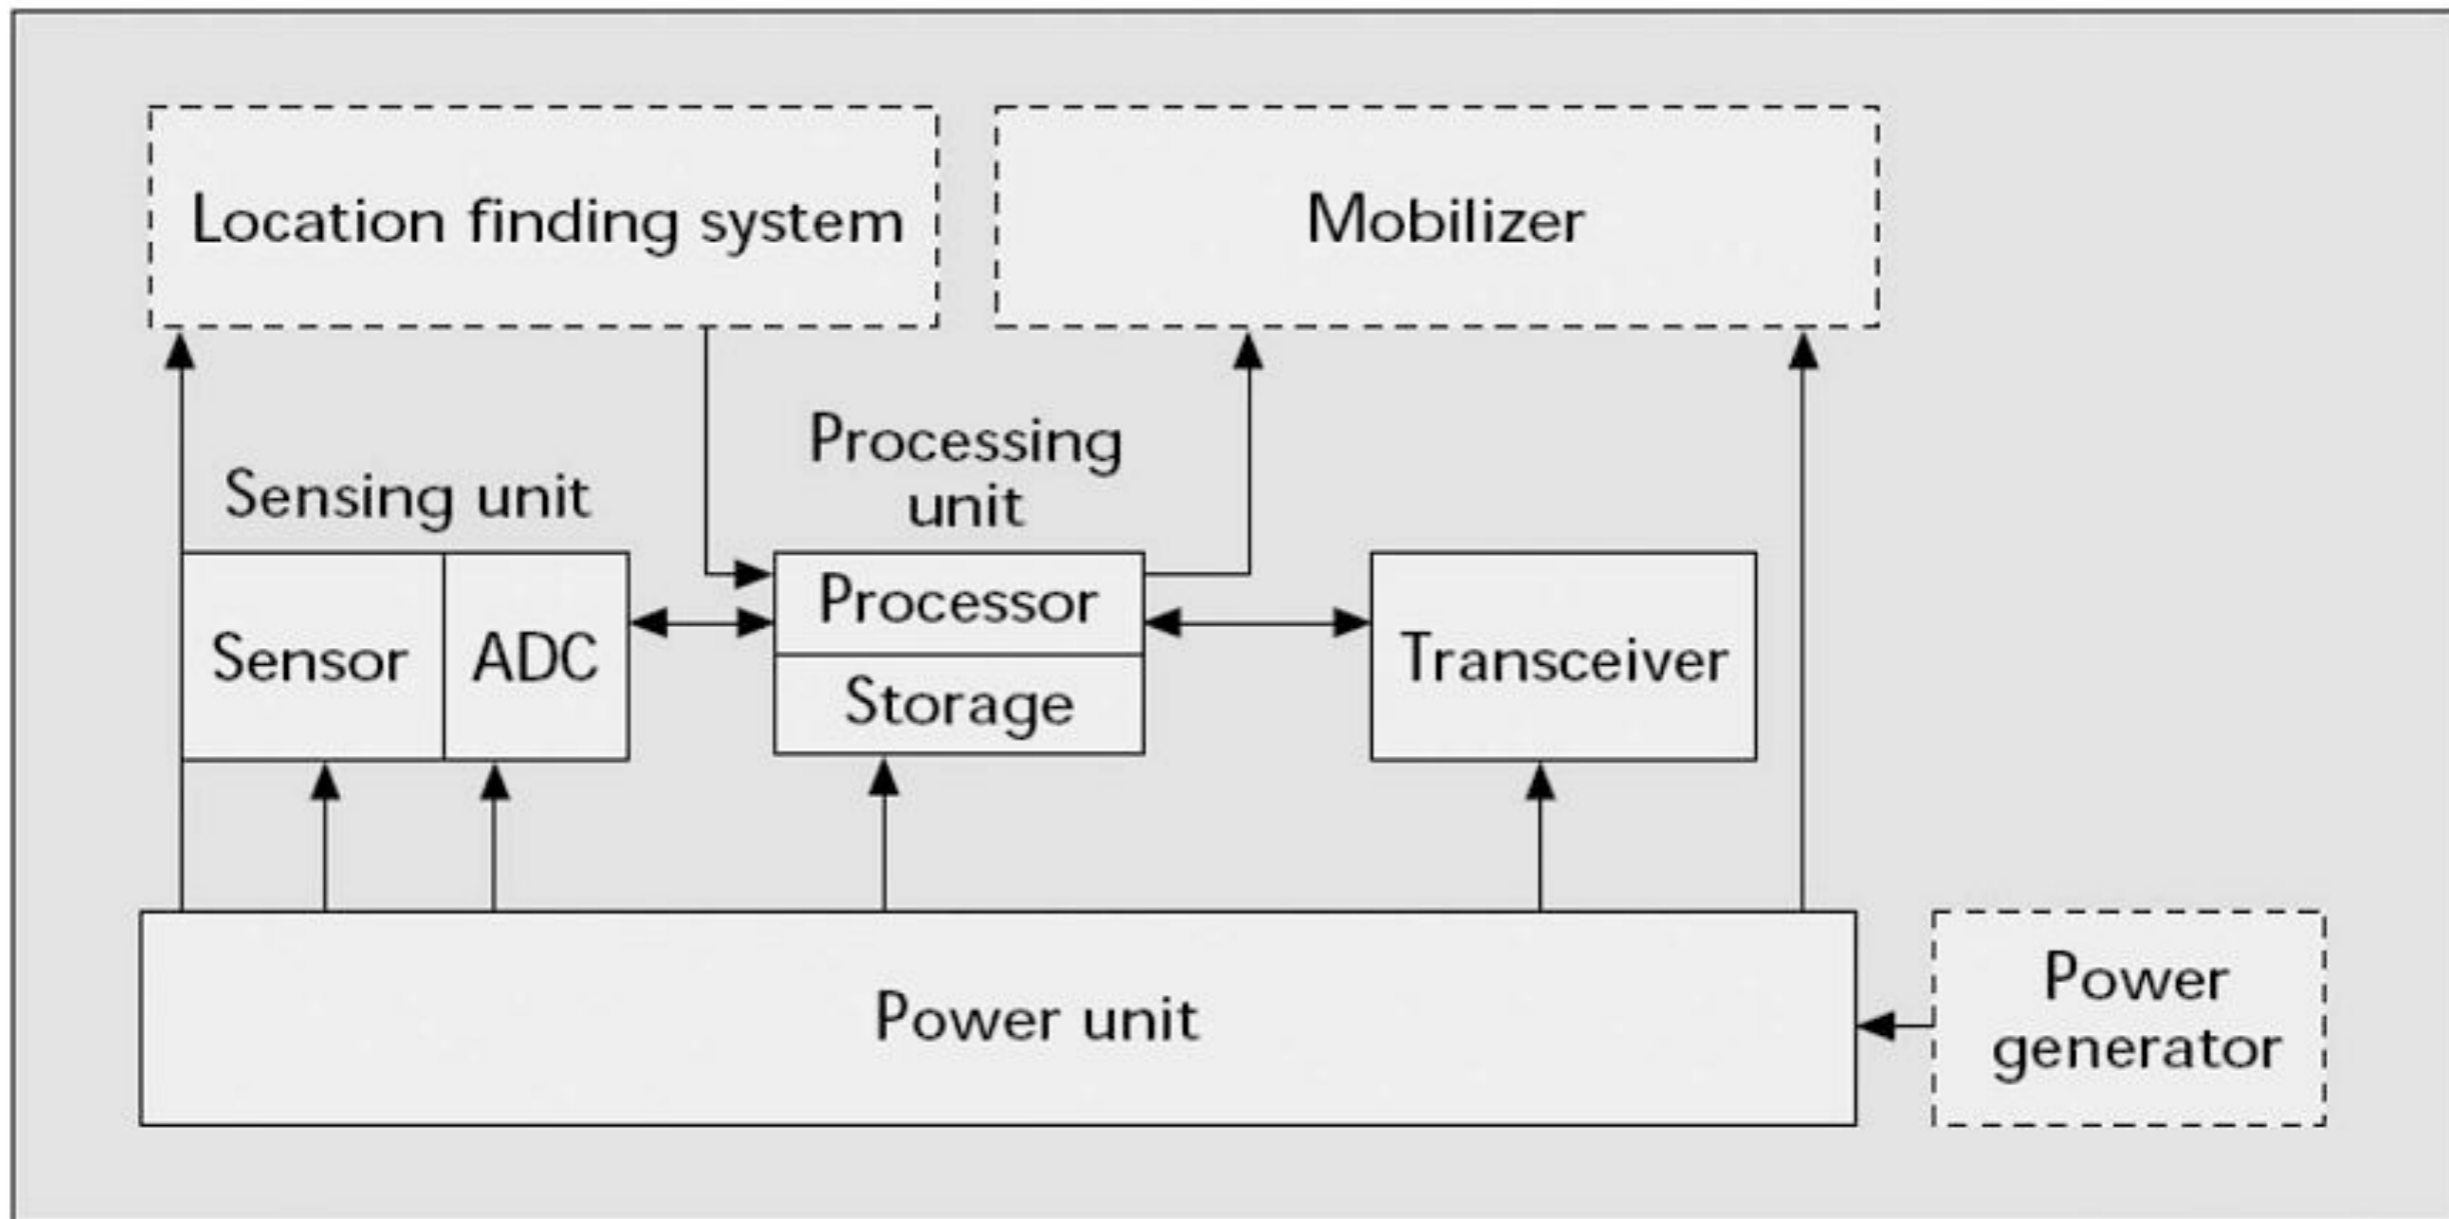 Location finding system
Mobilizer
Sensing unit
Processing
unit
Sensor
ADC
Processor
Storage
Transceiver
Power unit
Power
generator